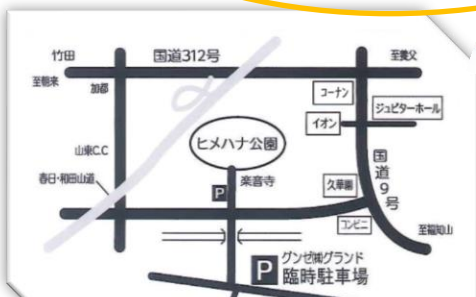 竹田
国道312号
至養父
至朝来
加都
コーナン
ジュピターホール
イオン
ヒメハナ公園
山東C.C
国道9号
春日・和田山道
P
楽音寺
久華園
コンビニ
至福知山
P
グンゼ㈱グランド
臨時駐車場